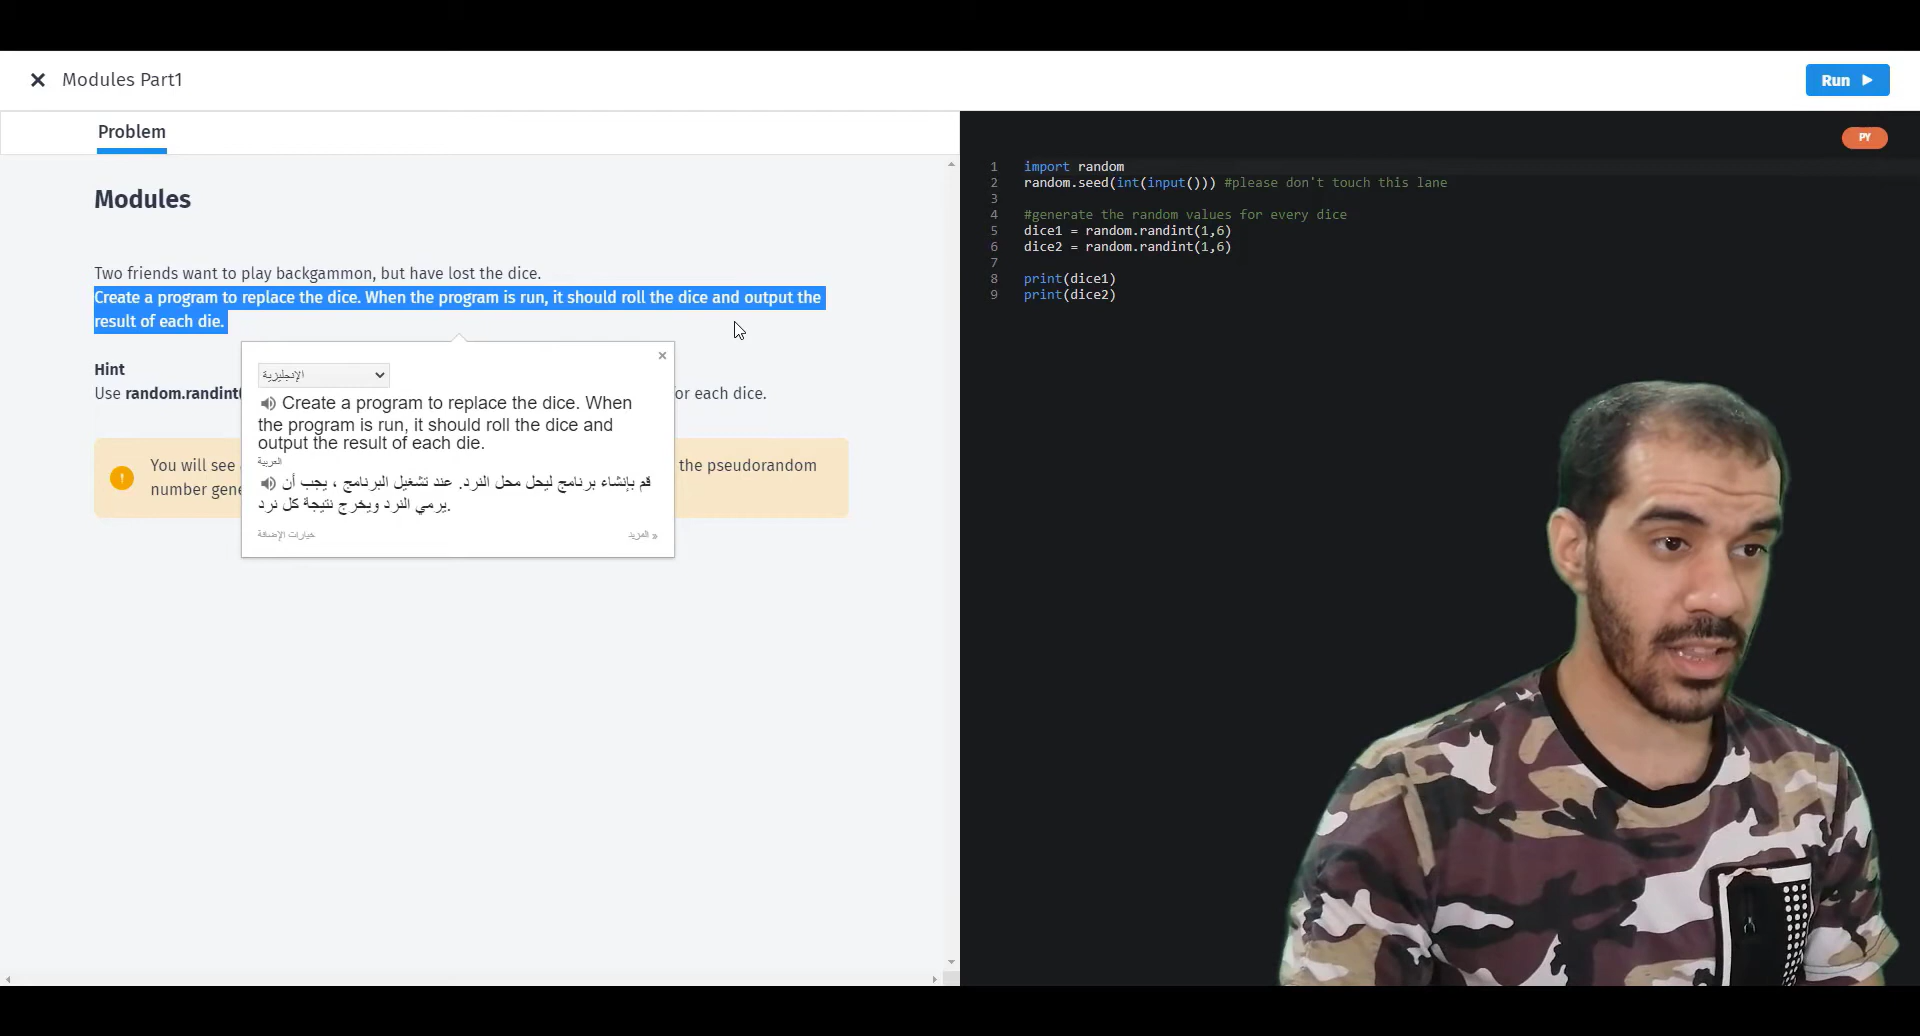 Modules Part1
Run
Problem
Modules
Two friends want to play backgammon, but have lost the dice.
Create a program to replace the dice. When the program is run, it should roll the dice and output the
result of each die.
Hint
Use random.randint(
or each dice.
You will see
the pseudorandom
number gene
الإنجليزية
Create a program to replace the dice. When
the program is run, it should roll the dice and
output the result of each die.
العربية
قم بإنشاء برنامج ليحل محل النرد. عند تشغيل البرنامج ، يجب أن
يرمي النرد ويخرج نتيجة كل نرد.
خيارات الإضافة
المزيد »
PY
1 import random
2 random.seed(int(input())) #please don't touch this lane
3
4 #generate the random values for every dice
5 dice1 = random.randint(1,6)
6 dice2 = random.randint(1,6)
7
8 print(dice1)
9 print(dice2)